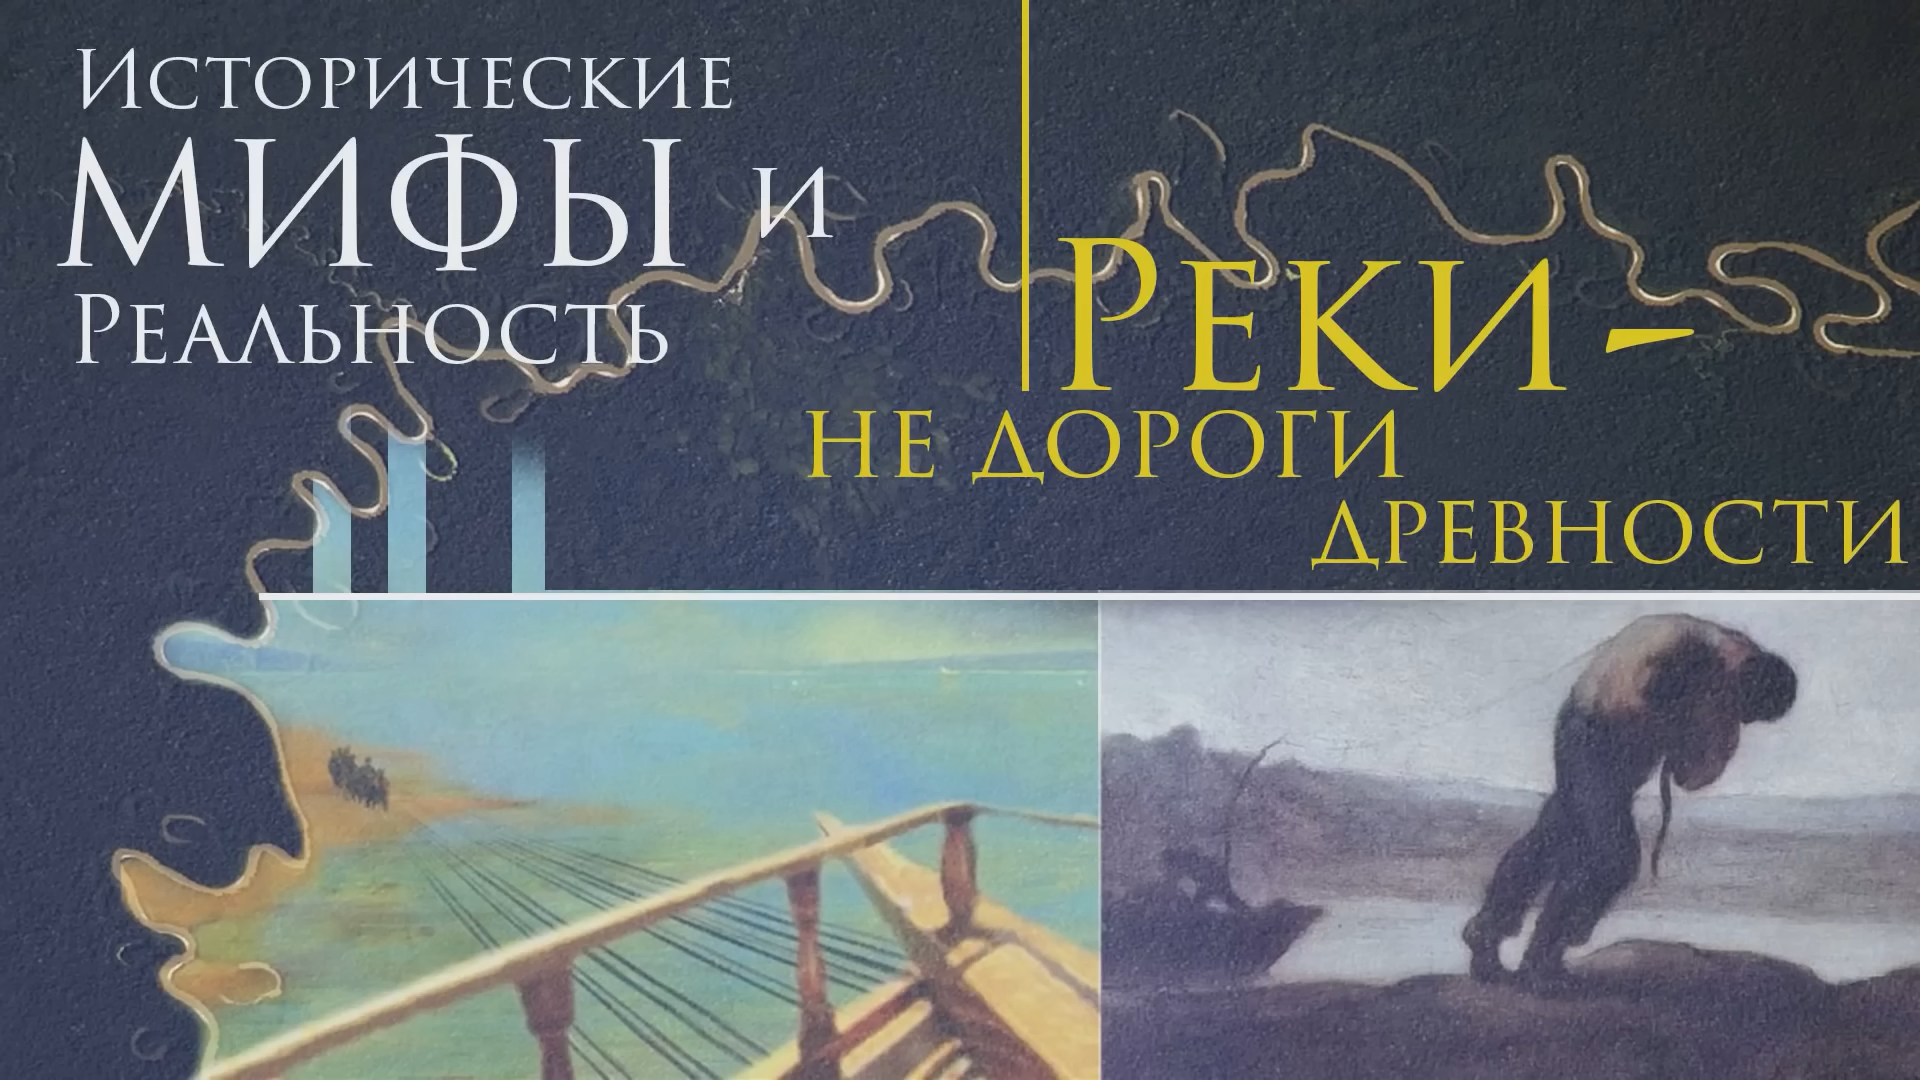 Исторические
мифы и
Реальность
Реки –
не дороги
древности